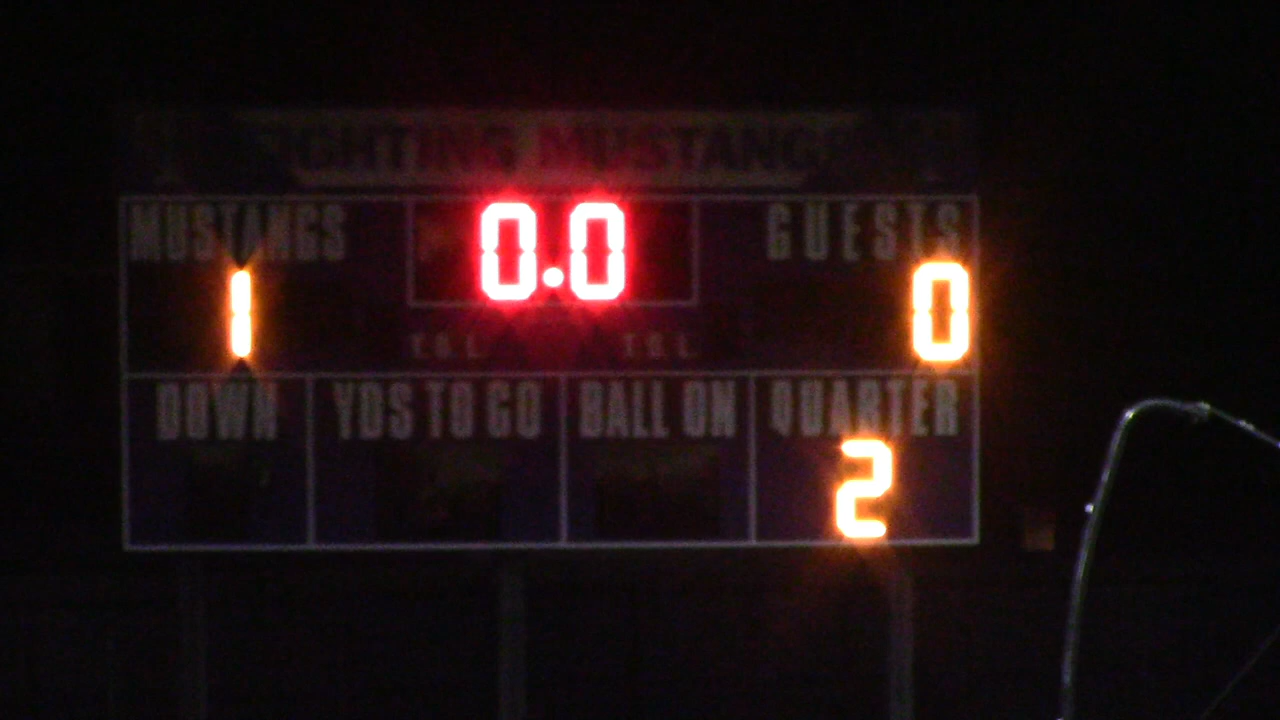 FIGHTING MUSTANGS
MUSTANGS 0.0 GUESTS
1 0
T.O.L. T.O.L.
DOWN YDS TO GO BALL ON QUARTER
2